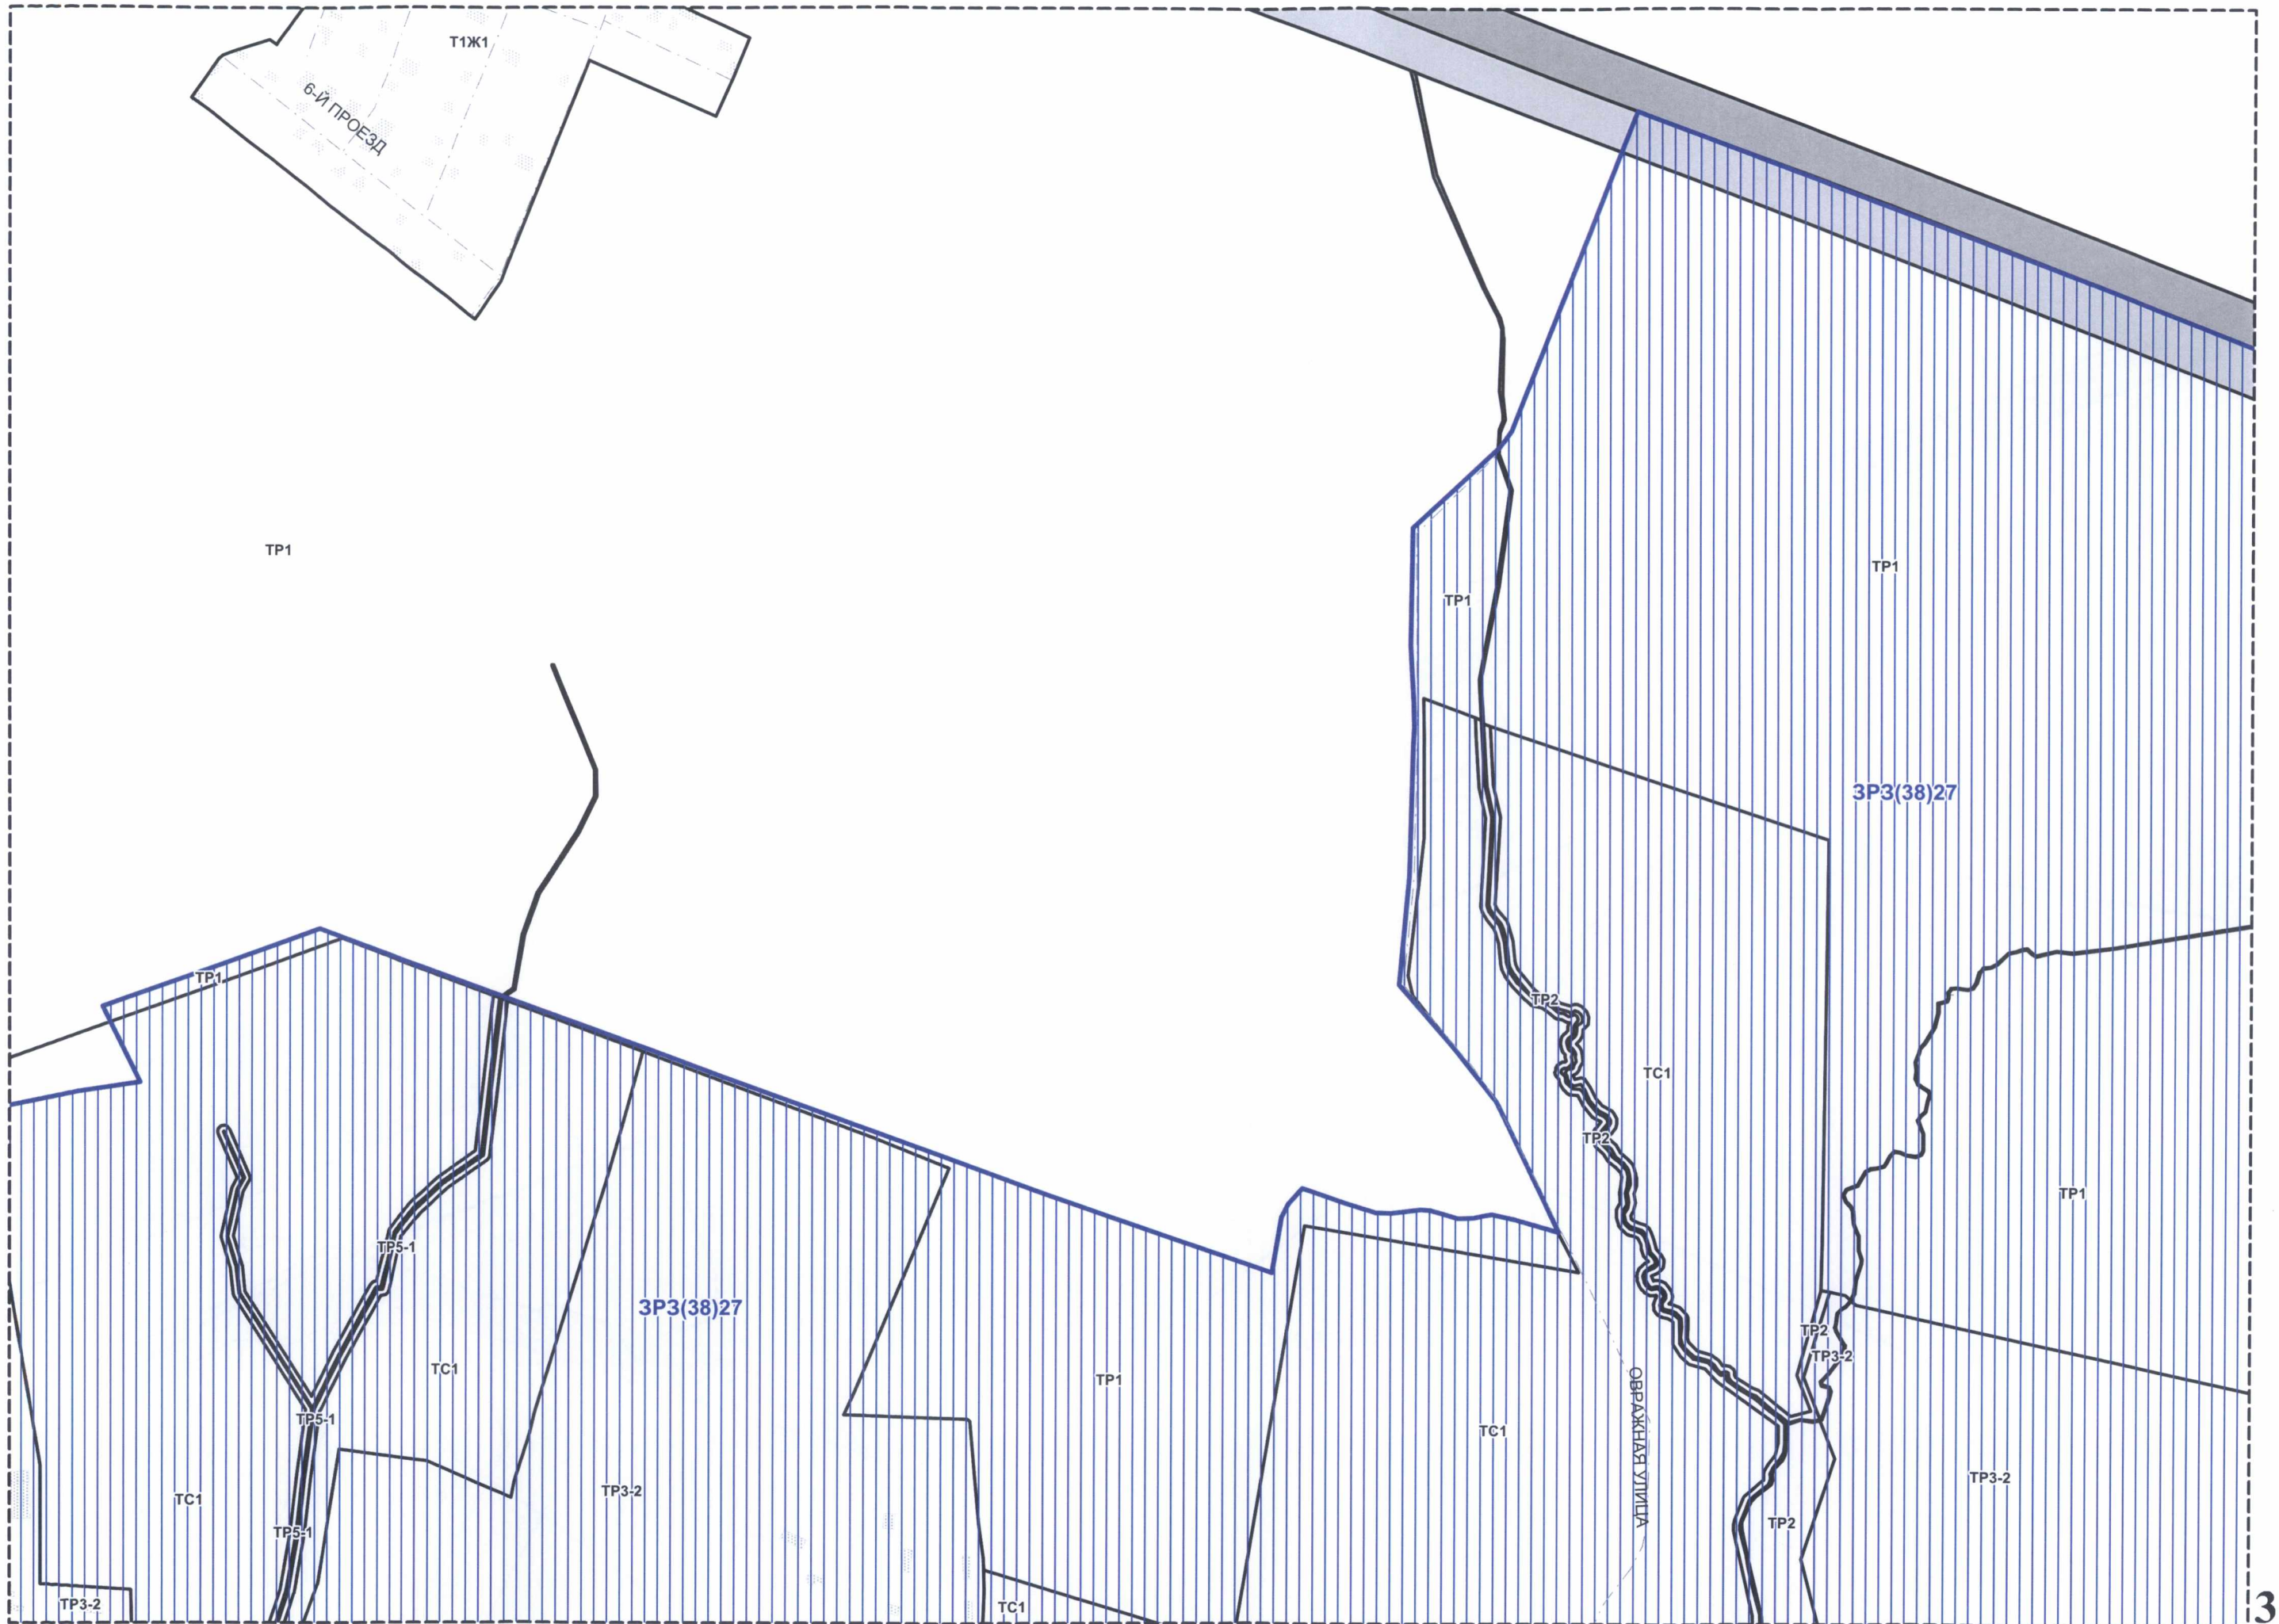 Т1Ж1
6-Й ПРОЕЗД
ТР1
ТР1
ТР1
ЗРЗ(38)27
ТР1
ТР2
ТС1
ТР2
ТР1
ТР5-1
ЗРЗ(38)27
ТР2
ТР3-2
ТС1
ТР1
ОВРАЖНАЯ УЛИЦА
ТР5-1
ТС1
ТР3-2
ТР3-2
ТС1
ТР2
ТР5-1
ТР3-2
ТС1
3